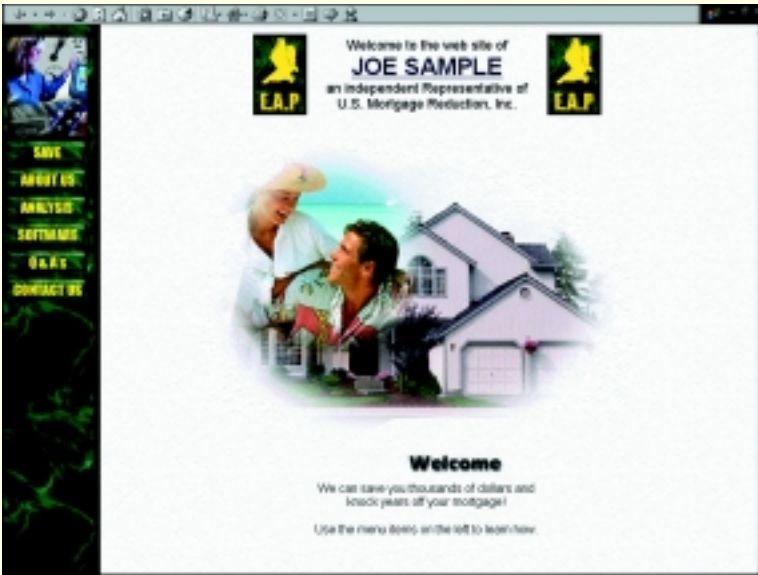 Welcome to the web site of
JOE SAMPLE
an independent Representative of
U.S. Mortgage Reduction, Inc.
E.A.P
E.A.P
SAVE
ABOUT US
ANALYSIS
SOFTWARE
Q & A's
CONTACT US
Welcome
We can save you thousands of dollars and
knock years off your mortgage!
Use the menu items on the left to learn how.